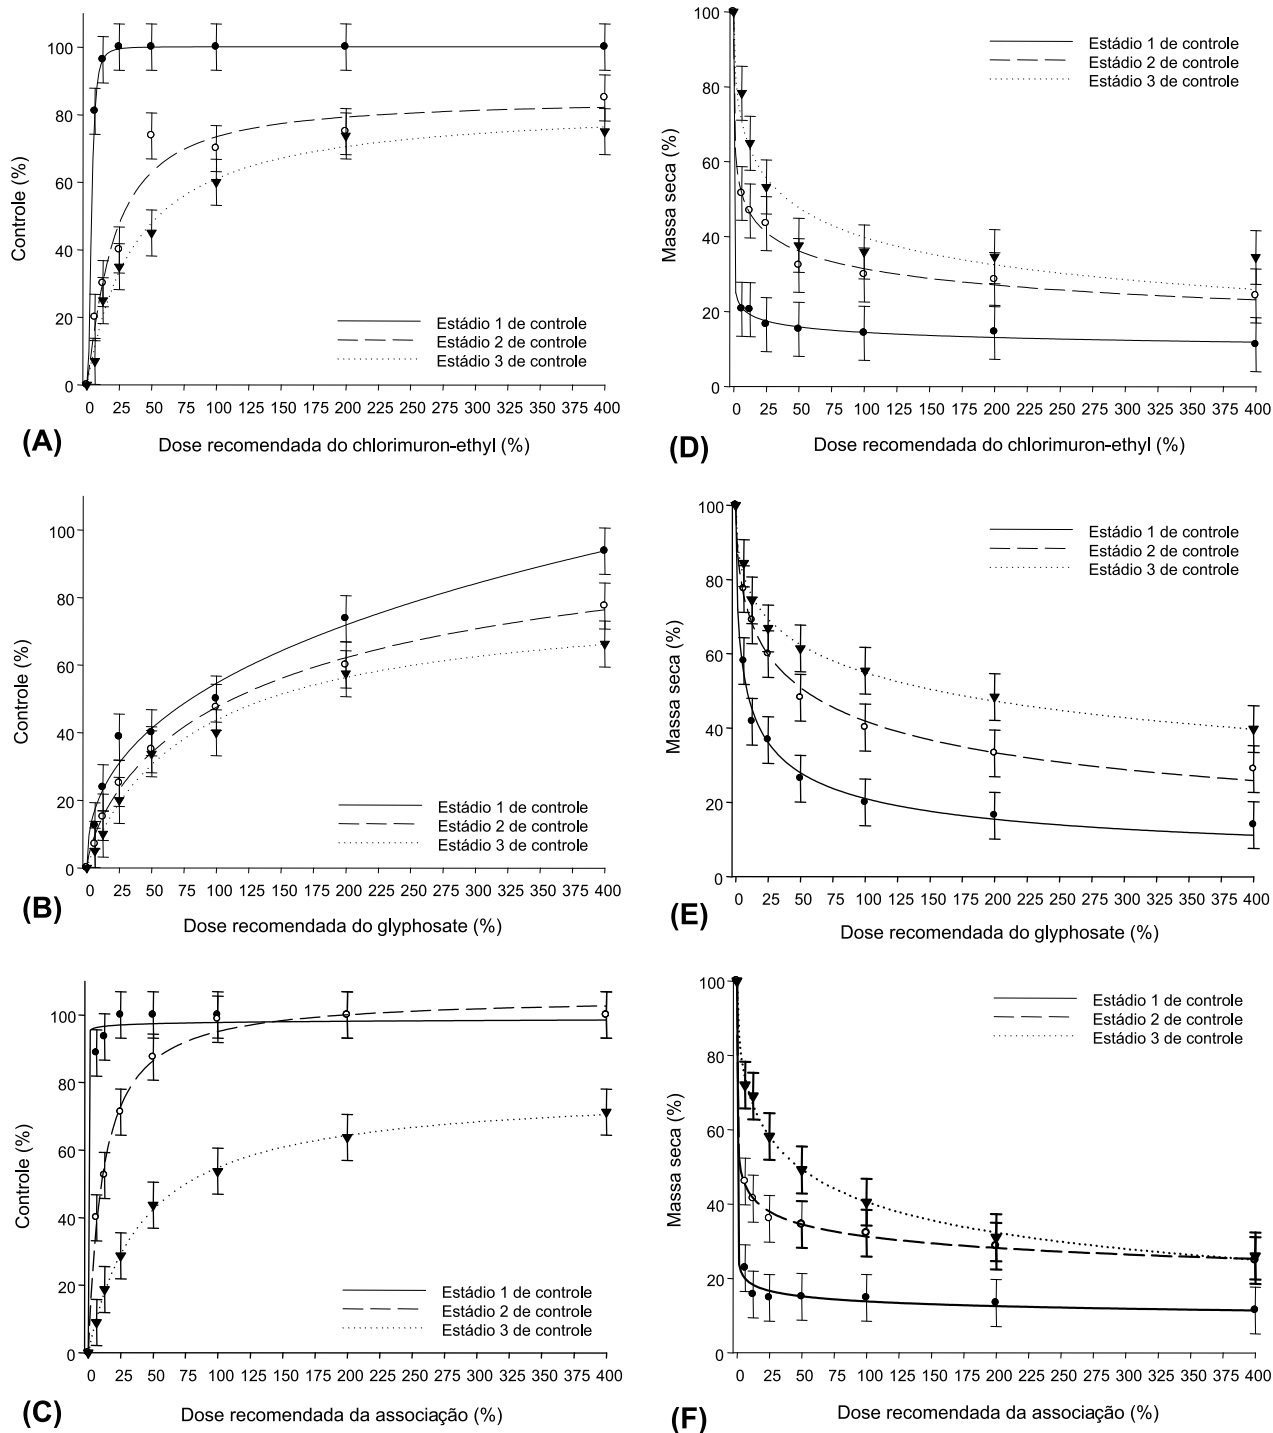 100
80
60
40
20
0
Controle (%)
Estádio 1 de controle
Estádio 2 de controle
Estádio 3 de controle
0 25 50 75 100 125 150 175 200 225 250 275 300 325 350 375 400
(A)
Dose recomendada do chlorimuron-ethyl (%)
100
80
60
40
20
0
Massa seca (%)
Estádio 1 de controle
Estádio 2 de controle
Estádio 3 de controle
0 25 50 75 100 125 150 175 200 225 250 275 300 325 350 375 400
(D)
Dose recomendada do chlorimuron-ethyl (%)
100
80
60
40
20
0
Controle (%)
Estádio 1 de controle
Estádio 2 de controle
Estádio 3 de controle
0 25 50 75 100 125 150 175 200 225 250 275 300 325 350 375 400
(B)
Dose recomendada do glyphosate (%)
100
80
60
40
20
0
Massa seca (%)
Estádio 1 de controle
Estádio 2 de controle
Estádio 3 de controle
0 25 50 75 100 125 150 175 200 225 250 275 300 325 350 375 400
(E)
Dose recomendada do glyphosate (%)
100
80
60
40
20
0
Controle (%)
Estádio 1 de controle
Estádio 2 de controle
Estádio 3 de controle
0 25 50 75 100 125 150 175 200 225 250 275 300 325 350 375 400
(C)
Dose recomendada da associação (%)
100
80
60
40
20
0
Massa seca (%)
Estádio 1 de controle
Estádio 2 de controle
Estádio 3 de controle
0 25 50 75 100 125 150 175 200 225 250 275 300 325 350 375 400
(F)
Dose recomendada da associação (%)